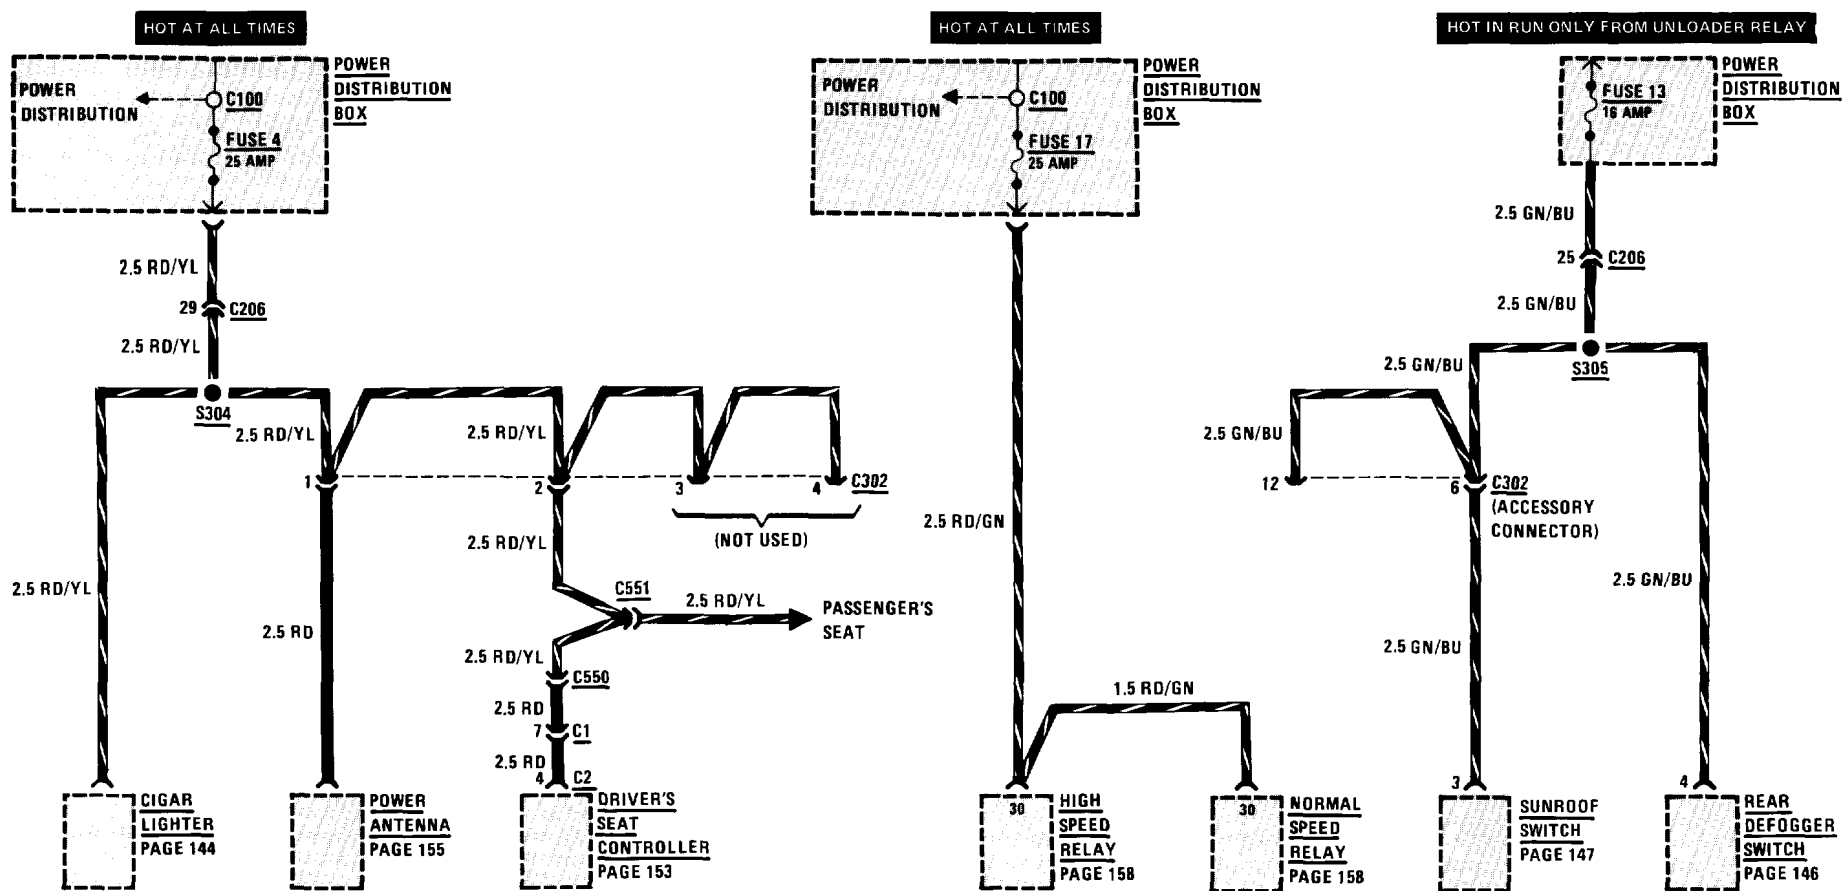 HOT AT ALL TIMES
POWER
DISTRIBUTION
C100
FUSE 4
25 AMP
POWER
DISTRIBUTION
BOX
2.5 RD/YL
29
C206
2.5 RD/YL
S304
2.5 RD/YL
2.5 RD/YL
1
2
3
4
C302
(NOT USED)
2.5 RD/YL
2.5 RD/YL
2.5 RD
C551
2.5 RD/YL
PASSENGER'S
SEAT
2.5 RD/YL
C550
2.5 RD
7
C1
2.5 RD
4
C2
CIGAR
LIGHTER
PAGE 144
POWER
ANTENNA
PAGE 155
DRIVER'S
SEAT
CONTROLLER
PAGE 153
HOT AT ALL TIMES
POWER
DISTRIBUTION
C100
FUSE 17
25 AMP
POWER
DISTRIBUTION
BOX
2.5 RD/GN
1.5 RD/GN
30
HIGH
SPEED
RELAY
PAGE 158
30
NORMAL
SPEED
RELAY
PAGE 158
HOT IN RUN ONLY FROM UNLOADER RELAY
FUSE 13
16 AMP
POWER
DISTRIBUTION
BOX
2.5 GN/BU
25
C206
2.5 GN/BU
S305
2.5 GN/BU
2.5 GN/BU
12
6
C302
(ACCESSORY
CONNECTOR)
2.5 GN/BU
2.5 GN/BU
3
SUNROOF
SWITCH
PAGE 147
4
REAR
DEFOGGER
SWITCH
PAGE 146